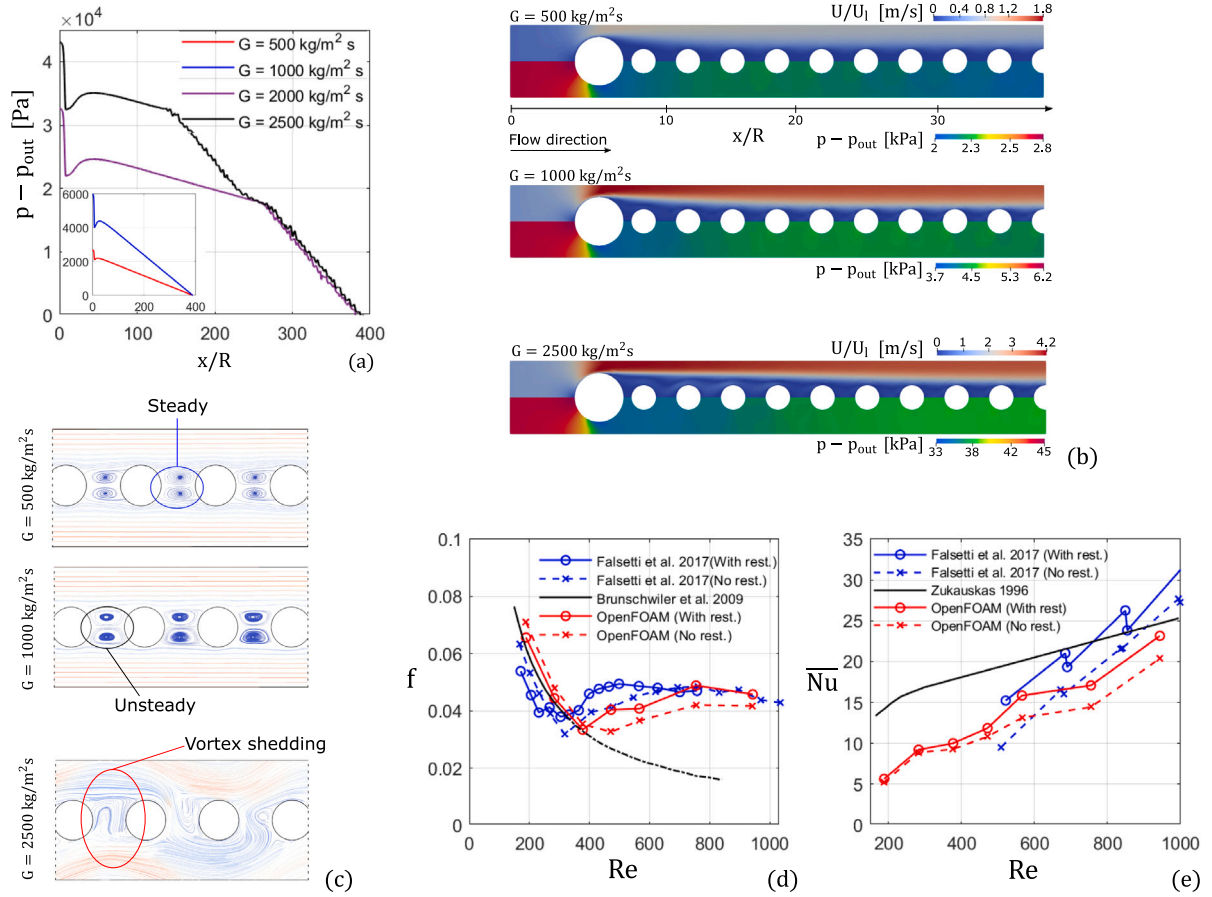 ×10⁴
p − pout [Pa]
4
3
2
1
0
G = 500 kg/m² s
G = 1000 kg/m² s
G = 2000 kg/m² s
G = 2500 kg/m² s
6000
4000
2000
0
0 200 400
0 100 200 300 400
x/R
(a)
G = 500 kg/m²s
U/Ul [m/s]
0 0.4 0.8 1.2 1.8
0 10 20 30
x/R
Flow direction
p − pout [kPa]
2 2.3 2.5 2.8
G = 1000 kg/m²s
p − pout [kPa]
3.7 4.5 5.3 6.2
G = 2500 kg/m²s
U/Ul [m/s]
0 1 2 3 4.2
p − pout [kPa]
33 38 42 45
(b)
Steady
G = 500 kg/m²s
G = 1000 kg/m²s
Unsteady
Vortex shedding
G = 2500 kg/m²s
(c)
f
0.1
0.08
0.06
0.04
0.02
0
Falsetti et al. 2017(With rest.)
Falsetti et al. 2017(No rest.)
Brunschwiler et al. 2009
OpenFOAM (With rest.)
OpenFOAM (No rest.)
0 200 400 600 800 1000
Re
(d)
Nu
35
30
25
20
15
10
5
0
Falsetti et al. 2017 (With rest.)
Falsetti et al. 2017 (No rest.)
Zukauskas 1996
OpenFOAM (With rest)
OpenFOAM (No rest.)
200 400 600 800 1000
Re
(e)